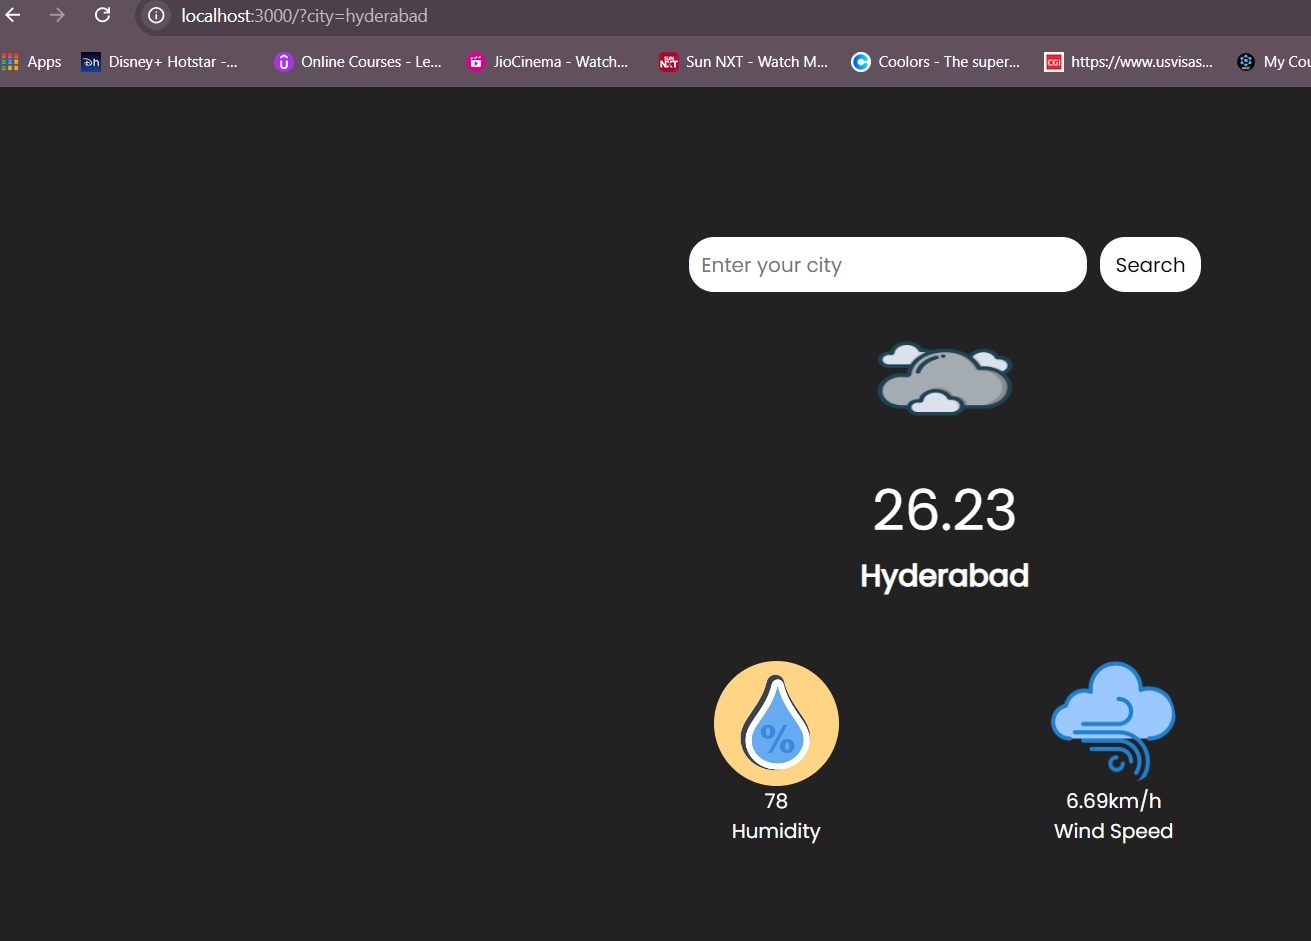 localhost:3000/?city=hyderabad
Apps Disney+ Hotstar -... Online Courses - Le... JioCinema - Watch... Sun NXT - Watch M... Coolors - The super... CGI https://www.usvisas... My Cou
Enter your city Search
26.23
Hyderabad
%
78
Humidity
6.69km/h
Wind Speed